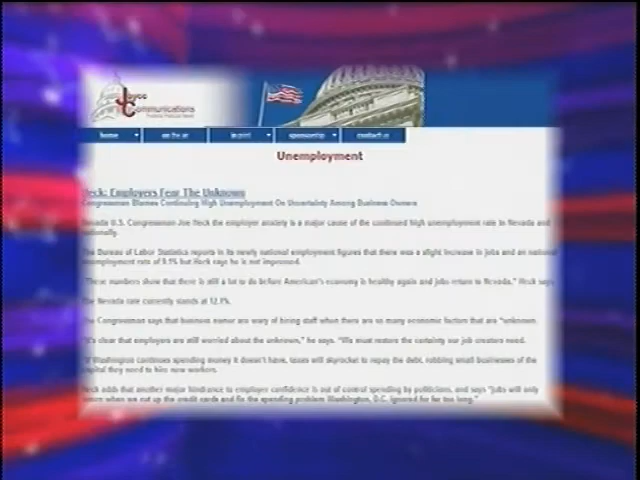 Joyce
Communications
home
on the air
in print
sponsorship
contact us
Unemployment
Heck: Employers Fear The Unknown
Congressman Blames Continuing High Unemployment On Uncertainty Among Business Owners
Nevada U.S. Congressman Joe Heck the employer anxiety is a major cause of the continued high unemployment rate in Nevada and
nationally.
The Bureau of Labor Statistics reports in its newly national employment figures that there was a slight increase in jobs and an national
unemployment rate of 9.1% but Heck says he is not impressed.
"These numbers show that there is still a lot to do before American's economy is healthy again and jobs return to Nevada," Heck says.
The Nevada rate currently stands at 12.1%.
The Congressman says that business owner are wary of hiring staff when there are so many economic factors that are "unknown.
"It's clear that employers are still worried about the unknown," he says. "We must restore the certainty our job creators need.
"If Washington continues spending money it doesn't have, taxes will skyrocket to repay the debt, robbing small businesses of the
capital they need to hire new workers.
Heck adds that another major hindrance to employer confidence is out of control spending by politicians, and says "jobs will only
return when we cut up the credit cards and fix the spending problem Washington, D.C. ignored for far too long."